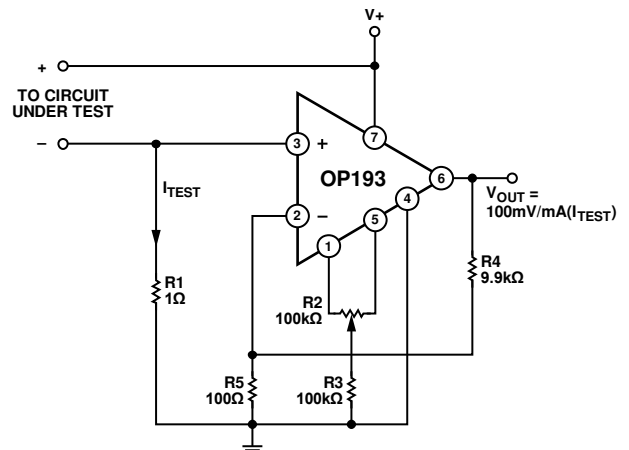 V+
+
TO CIRCUIT
UNDER TEST
–
3
+
7
OP193
6
I_TEST
2
–
5
4
1
V_OUT =
100mV/mA(I_TEST)
R1
1Ω
R2
100kΩ
R4
9.9kΩ
R5
100Ω
R3
100kΩ